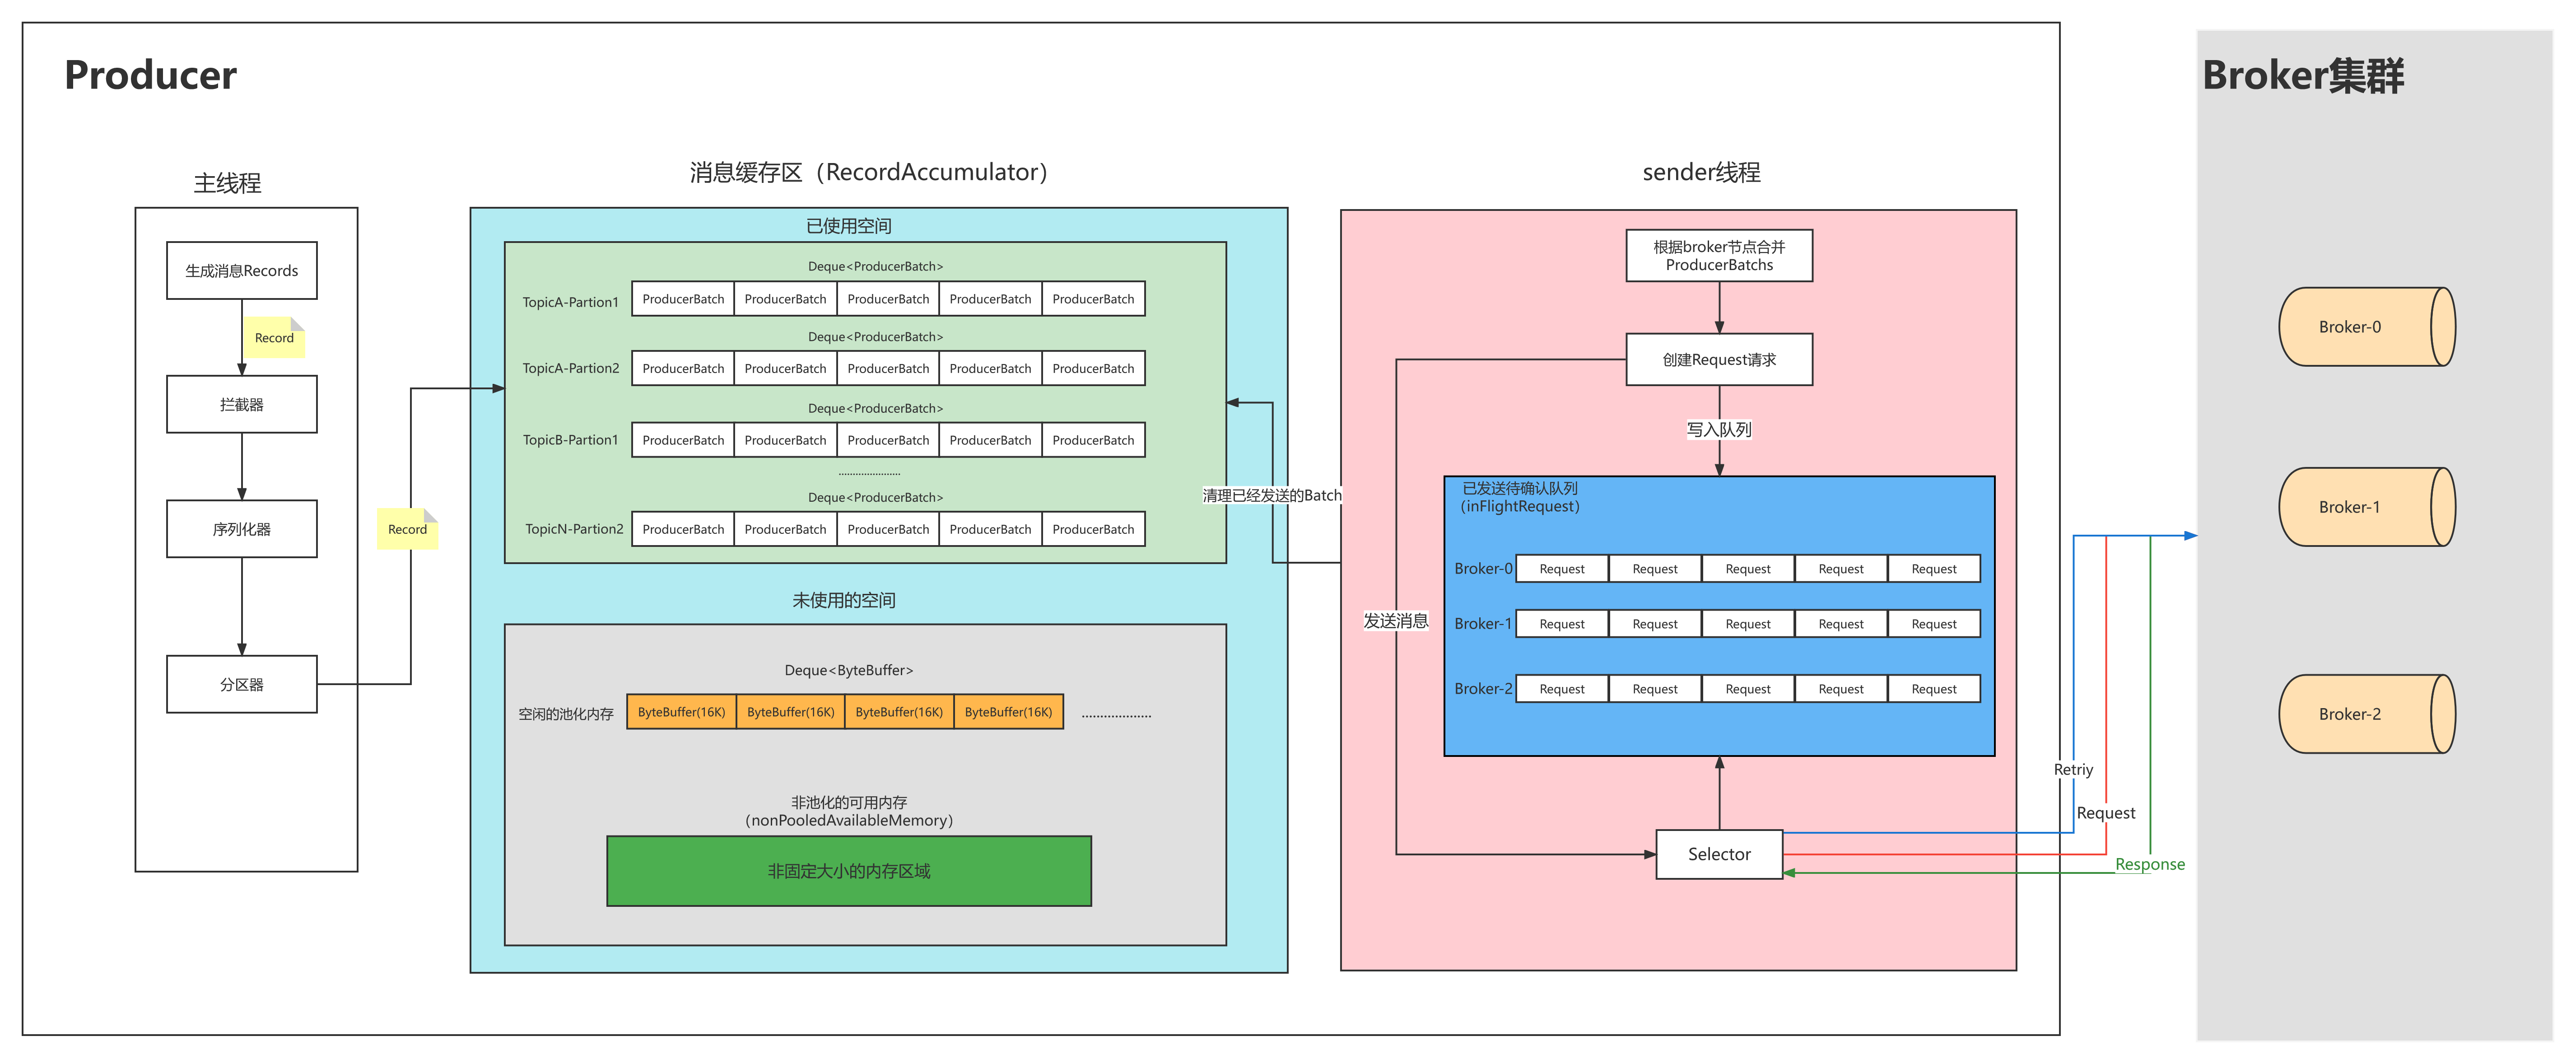 Producer
主线程
生成消息Records
Record
拦截器
序列化器
分区器
Record
消息缓存区（RecordAccumulator）
已使用空间
Deque<ProducerBatch>
TopicA-Partion1 ProducerBatch ProducerBatch ProducerBatch ProducerBatch ProducerBatch
Deque<ProducerBatch>
TopicA-Partion2 ProducerBatch ProducerBatch ProducerBatch ProducerBatch ProducerBatch
Deque<ProducerBatch>
TopicB-Partion1 ProducerBatch ProducerBatch ProducerBatch ProducerBatch ProducerBatch
......................
Deque<ProducerBatch>
TopicN-Partion2 ProducerBatch ProducerBatch ProducerBatch ProducerBatch ProducerBatch
未使用的空间
Deque<ByteBuffer>
空闲的池化内存 ByteBuffer(16K) ByteBuffer(16K) ByteBuffer(16K) ByteBuffer(16K) ...................
非池化的可用内存
（nonPooledAvailableMemory）
非固定大小的内存区域
清理已经发送的Batch
sender线程
根据broker节点合并
ProducerBatchs
创建Request请求
写入队列
发送消息
已发送待确认队列
（inFlightRequest）
Broker-0 Request Request Request Request Request
Broker-1 Request Request Request Request Request
Broker-2 Request Request Request Request Request
Selector
Retriy
Request
Response
Broker集群
Broker-0
Broker-1
Broker-2